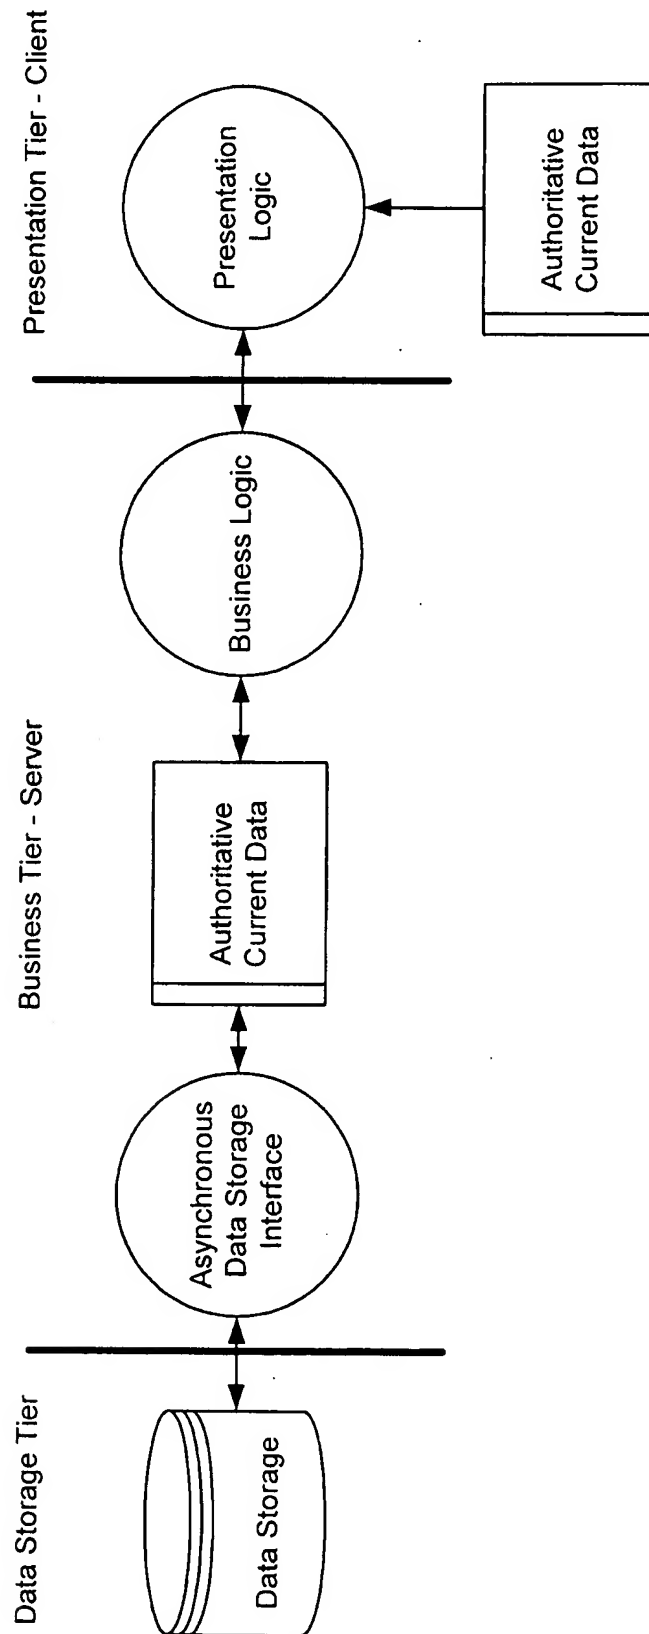 Data Storage Tier
Business Tier - Server
Presentation Tier - Client
Data Storage
Asynchronous
Data Storage
Interface
Authoritative
Current Data
Business Logic
Presentation
Logic
Authoritative
Current Data